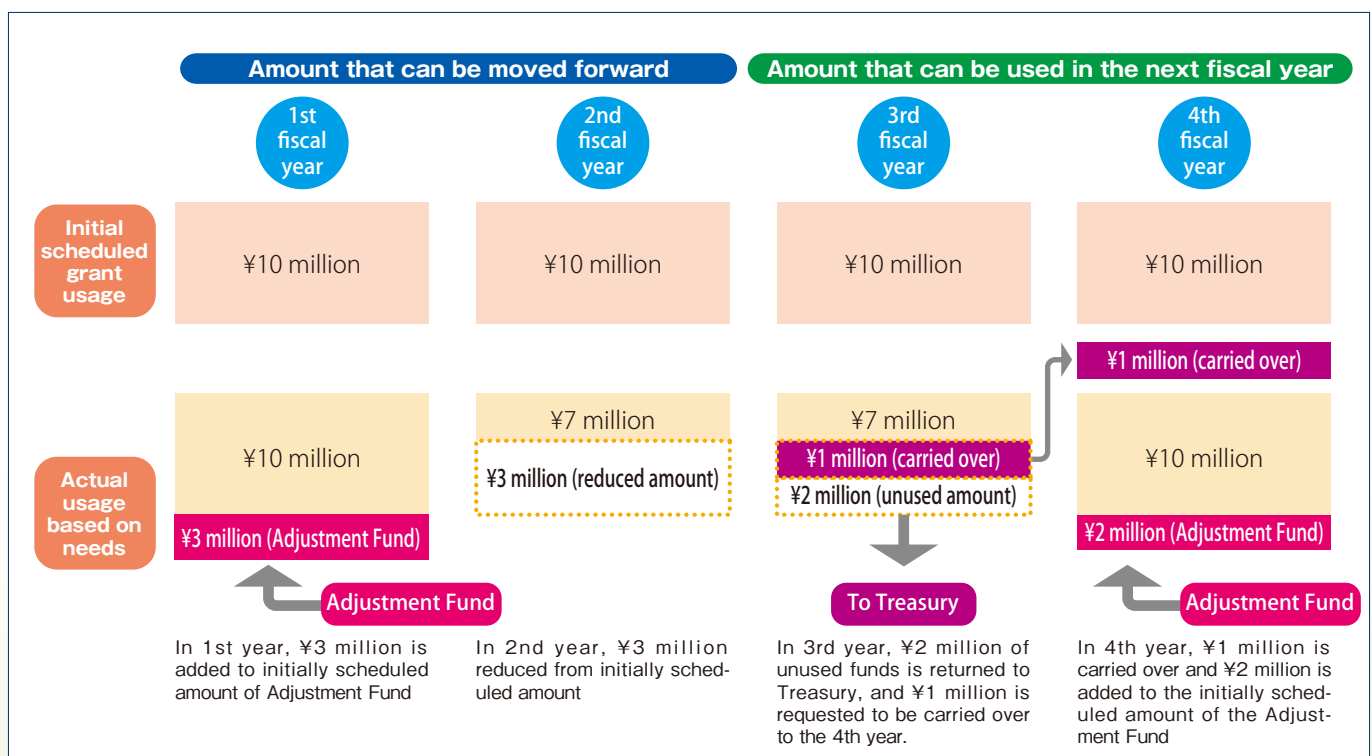 Amount that can be moved forward
Amount that can be used in the next fiscal year
1st
fiscal
year
2nd
fiscal
year
3rd
fiscal
year
4th
fiscal
year
Initial
scheduled
grant
usage
¥10 million
¥10 million
¥10 million
¥10 million
Actual
usage
based on
needs
¥10 million
¥3 million (Adjustment Fund)
¥7 million
¥3 million (reduced amount)
¥7 million
¥1 million (carried over)
¥2 million (unused amount)
¥1 million (carried over)
¥10 million
¥2 million (Adjustment Fund)
Adjustment Fund
To Treasury
Adjustment Fund
In 1st year, ¥3 million is
added to initially scheduled
amount of Adjustment Fund
In 2nd year, ¥3 million
reduced from initially sched-
uled amount
In 3rd year, ¥2 million of
unused funds is returned to
Treasury, and ¥1 million is
requested to be carried over
to the 4th year.
In 4th year, ¥1 million is
carried over and ¥2 million is
added to the initially sched-
uled amount of the Adjust-
ment Fund